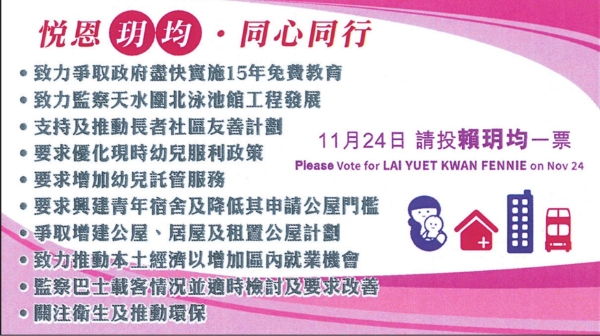 悅恩玥均・同心同行
• 致力爭取政府盡快實施15年免費教育
• 致力監察天水圍北泳池館工程發展
• 支持及推動長者社區友善計劃
• 要求優化現時幼兒服利政策
• 要求增加幼兒託管服務
• 要求興建青年宿舍及降低其申請公屋門檻
• 爭取增建公屋、居屋及租置公屋計劃
• 致力推動本土經濟以增加區內就業機會
• 監察巴士載客情況並適時檢討及要求改善
• 關注衛生及推動環保
11月24日 請投賴玥均一票
Please Vote for LAI YUET KWAN FENNIE on Nov 24